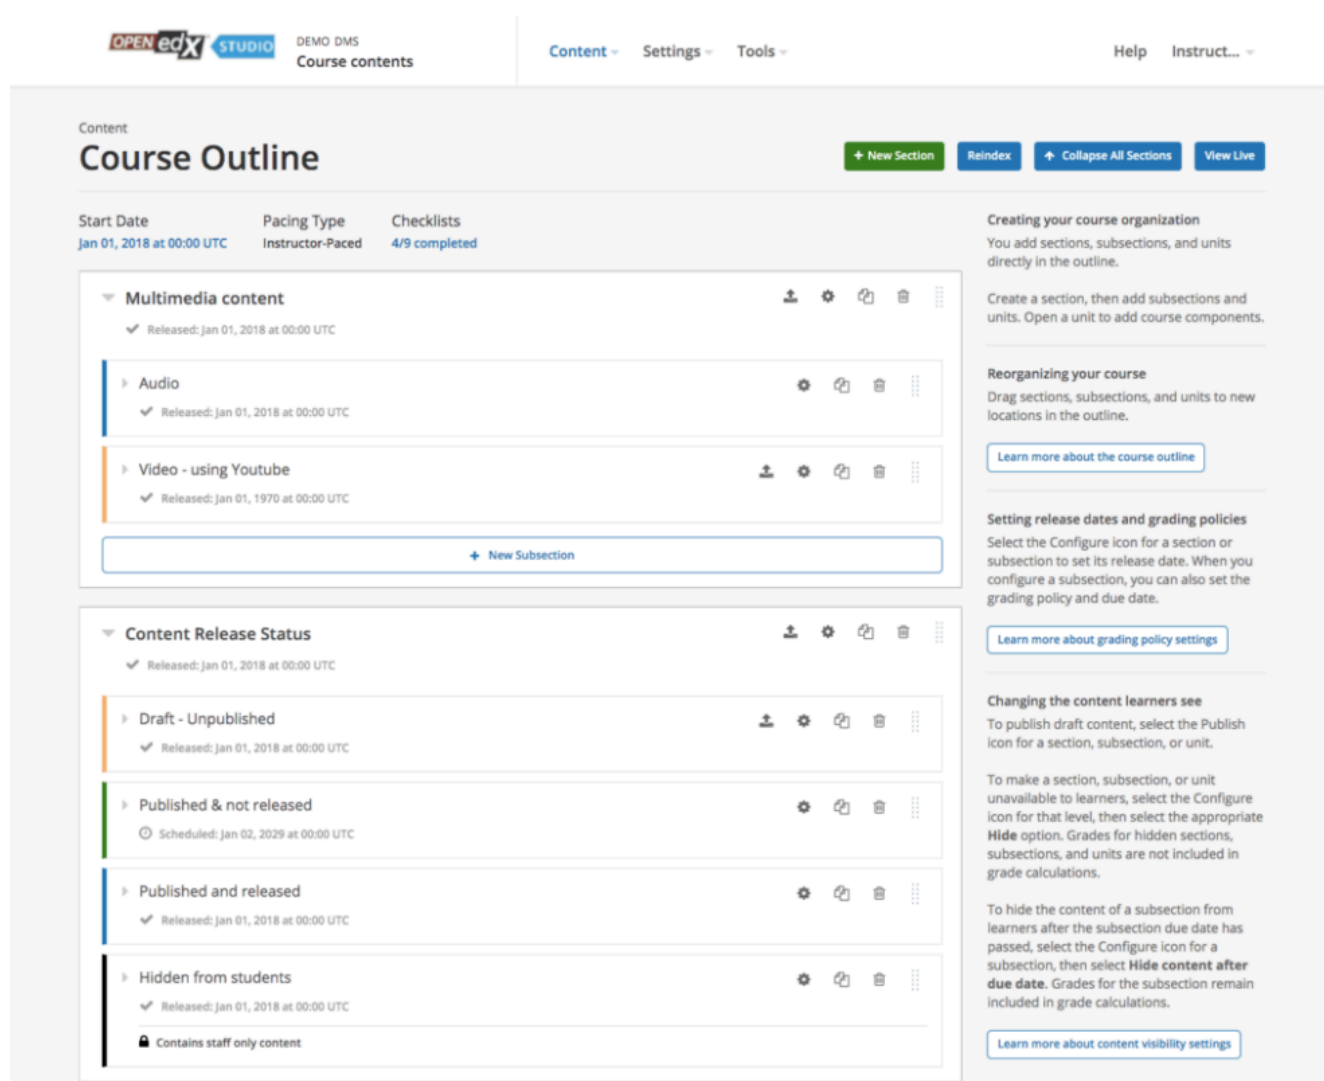 OPEN edX STUDIO
DEMO DMS
Course contents
Content
Settings
Tools
Help
Instruct...
Content
Course Outline
+ New Section
Reindex
Collapse All Sections
View Live
Start Date
Jan 01, 2018 at 00:00 UTC
Pacing Type
Instructor-Paced
Checklists
4/9 completed
Multimedia content
Released: Jan 01, 2018 at 00:00 UTC
Audio
Released: Jan 01, 2018 at 00:00 UTC
Video - using Youtube
Released: Jan 01, 1970 at 00:00 UTC
+ New Subsection
Content Release Status
Released: Jan 01, 2018 at 00:00 UTC
Draft - Unpublished
Released: Jan 01, 2018 at 00:00 UTC
Published & not released
Scheduled: Jan 02, 2029 at 00:00 UTC
Published and released
Released: Jan 01, 2018 at 00:00 UTC
Hidden from students
Released: Jan 01, 2018 at 00:00 UTC
Contains staff only content
Creating your course organization
You add sections, subsections, and units
directly in the outline.
Create a section, then add subsections and
units. Open a unit to add course components.
Reorganizing your course
Drag sections, subsections, and units to new
locations in the outline.
Learn more about the course outline
Setting release dates and grading policies
Select the Configure icon for a section or
subsection to set its release date. When you
configure a subsection, you can also set the
grading policy and due date.
Learn more about grading policy settings
Changing the content learners see
To publish draft content, select the Publish
icon for a section, subsection, or unit.
To make a section, subsection, or unit
unavailable to learners, select the Configure
icon for that level, then select the appropriate
Hide option. Grades for hidden sections,
subsections, and units are not included in
grade calculations.
To hide the content of a subsection from
learners after the subsection due date has
passed, select the Configure icon for a
subsection, then select Hide content after
due date. Grades for the subsection remain
included in grade calculations.
Learn more about content visibility settings